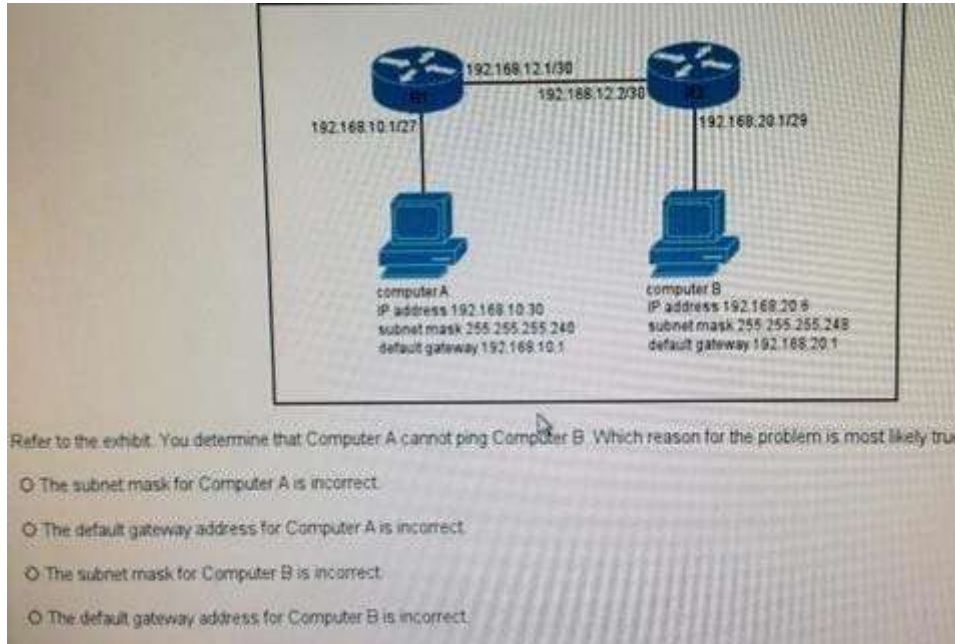 192.168.12.1/30
192.168.12.2/30
192.168.10.1/27
192.168.20.1/29
computer A
IP address 192.168.10.30
subnet mask 255.255.255.240
default gateway 192.168.10.1
computer B
IP address 192.168.20.6
subnet mask 255.255.255.248
default gateway 192.168.20.1
Refer to the exhibit. You determine that Computer A cannot ping Computer B. Which reason for the problem is most likely tru
The subnet mask for Computer A is incorrect.
The default gateway address for Computer A is incorrect.
The subnet mask for Computer B is incorrect.
The default gateway address for Computer B is incorrect.